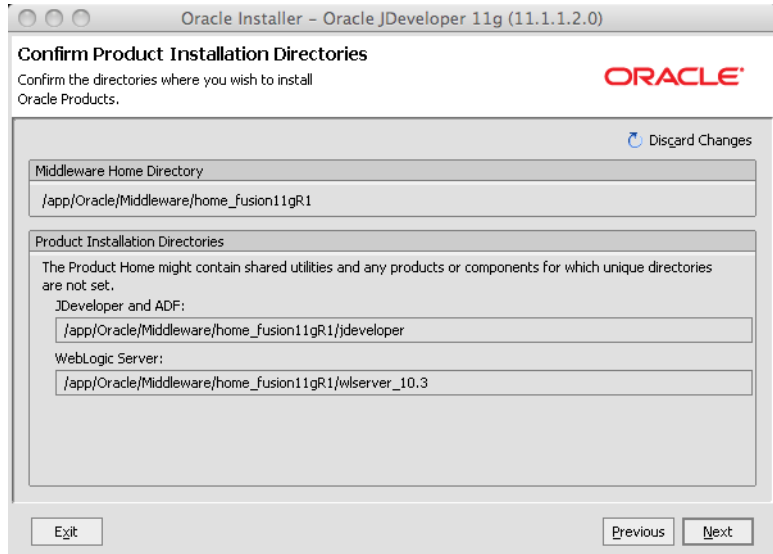 Oracle Installer – Oracle JDeveloper 11g (11.1.1.2.0)
Confirm Product Installation Directories
Confirm the directories where you wish to install
Oracle Products.
ORACLE
Discard Changes
Middleware Home Directory
/app/Oracle/Middleware/home_fusion11gR1
Product Installation Directories
The Product Home might contain shared utilities and any products or components for which unique directories
are not set.
JDeveloper and ADF:
/app/Oracle/Middleware/home_fusion11gR1/jdeveloper
WebLogic Server:
/app/Oracle/Middleware/home_fusion11gR1/wlserver_10.3
Exit
Previous
Next